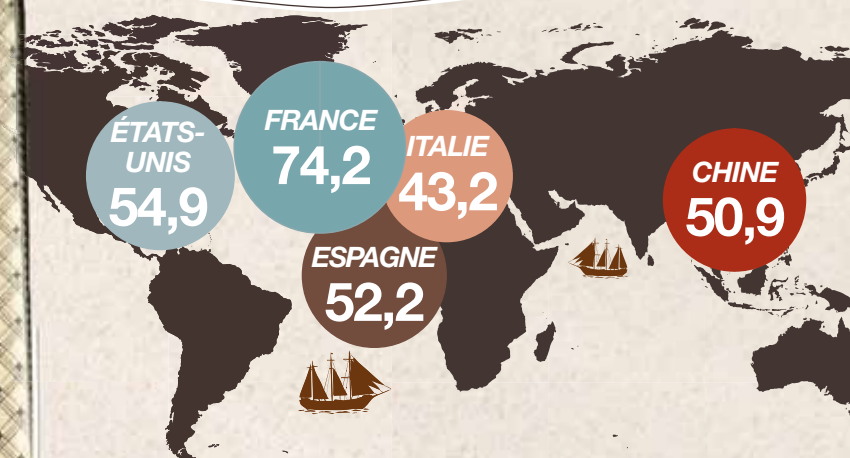 ÉTATS-
UNIS
54,9
FRANCE
74,2
ITALIE
43,2
ESPAGNE
52,2
CHINE
50,9